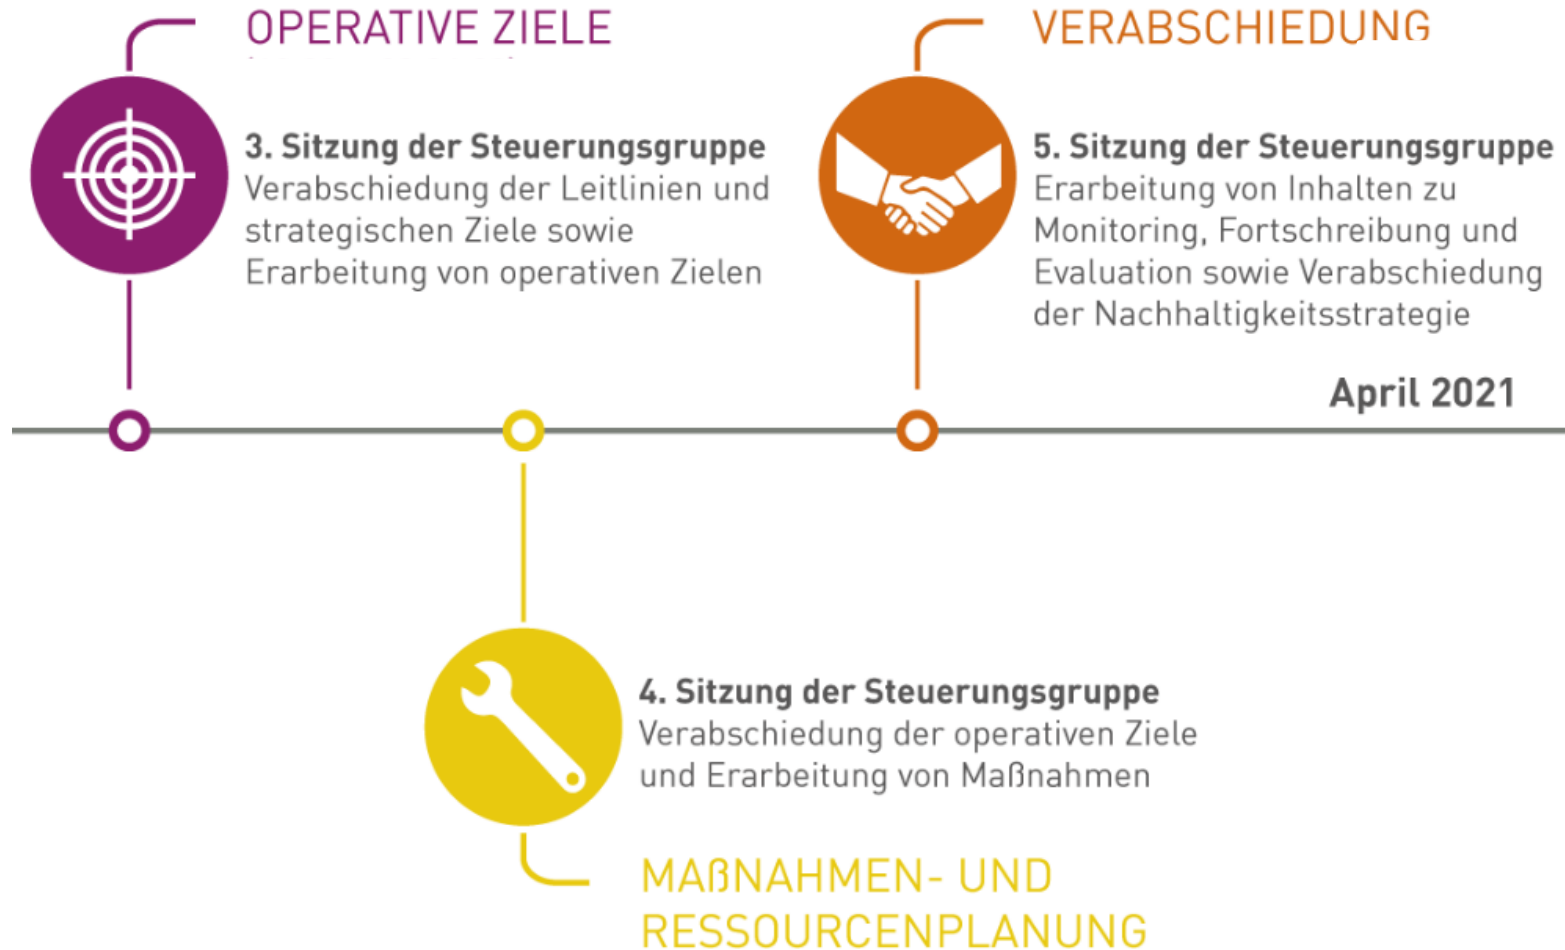 OPERATIVE ZIELE
3. Sitzung der Steuerungsgruppe
Verabschiedung der Leitlinien und
strategischen Ziele sowie
Erarbeitung von operativen Zielen
VERABSCHIEDUNG
5. Sitzung der Steuerungsgruppe
Erarbeitung von Inhalten zu
Monitoring, Fortschreibung und
Evaluation sowie Verabschiedung
der Nachhaltigkeitsstrategie
April 2021
4. Sitzung der Steuerungsgruppe
Verabschiedung der operativen Ziele
und Erarbeitung von Maßnahmen
MAßNAHMEN- UND
RESSOURCENPLANUNG